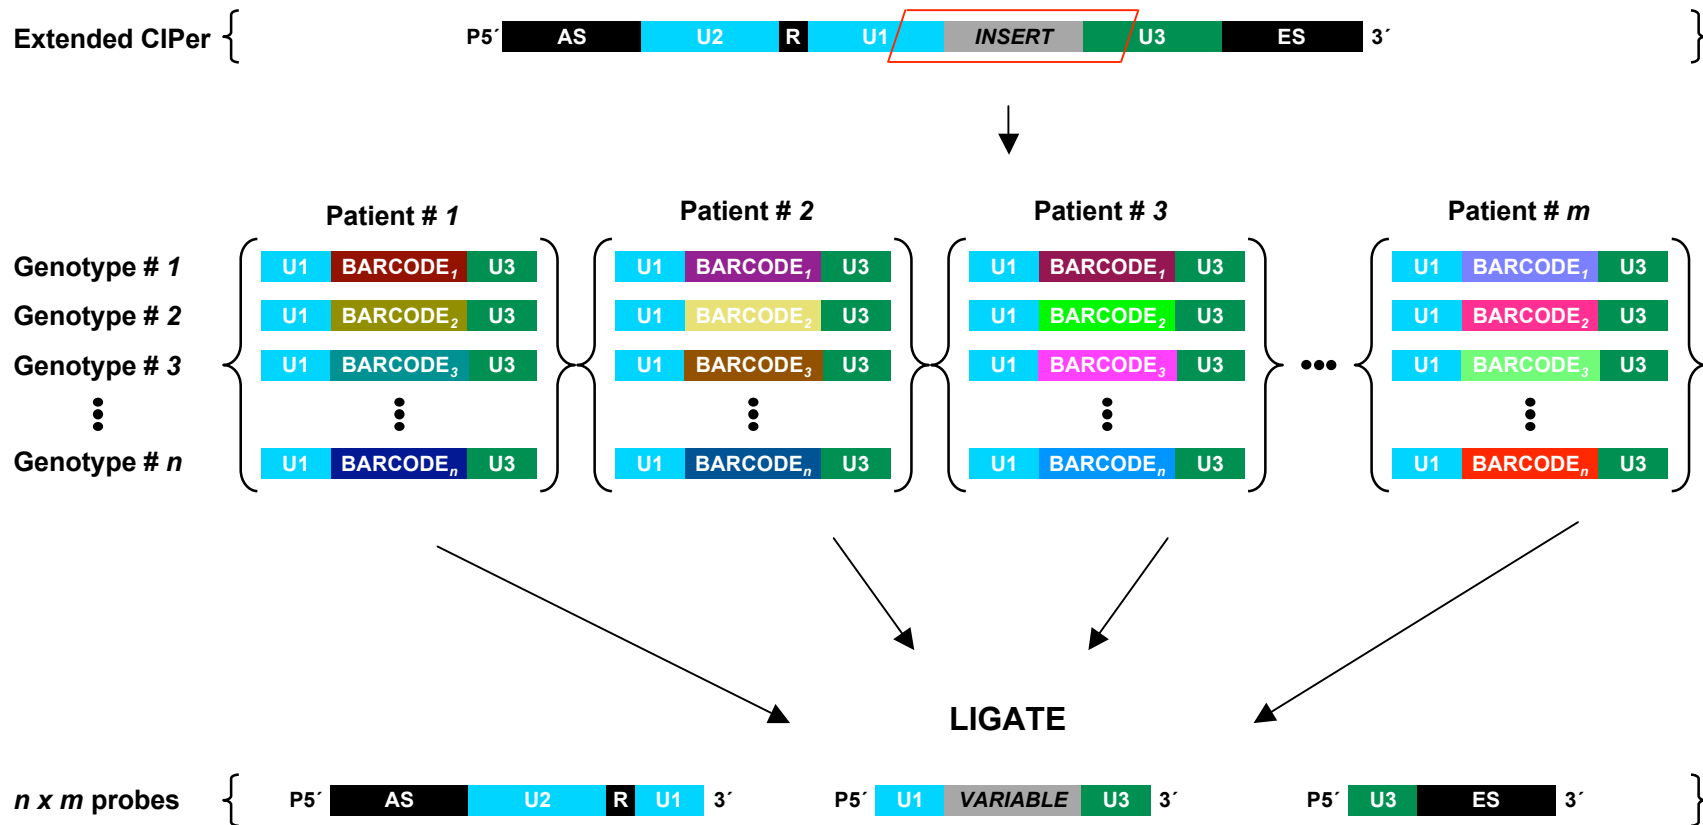 Extended CIPer { P5´ AS U2 R U1 INSERT U3 ES 3´ }
Patient # 1 Patient # 2 Patient # 3 Patient # m
Genotype # 1 U1 BARCODE1 U3 U1 BARCODE1 U3 U1 BARCODE1 U3 U1 BARCODE1 U3
Genotype # 2 U1 BARCODE2 U3 U1 BARCODE2 U3 U1 BARCODE2 U3 U1 BARCODE2 U3
Genotype # 3 U1 BARCODE3 U3 U1 BARCODE3 U3 U1 BARCODE3 U3 ••• U1 BARCODE3 U3
Genotype # n U1 BARCODEn U3 U1 BARCODEn U3 U1 BARCODEn U3 U1 BARCODEn U3
LIGATE
n x m probes { P5´ AS U2 R U1 3´ P5´ U1 VARIABLE U3 3´ P5´ U3 ES 3´ }